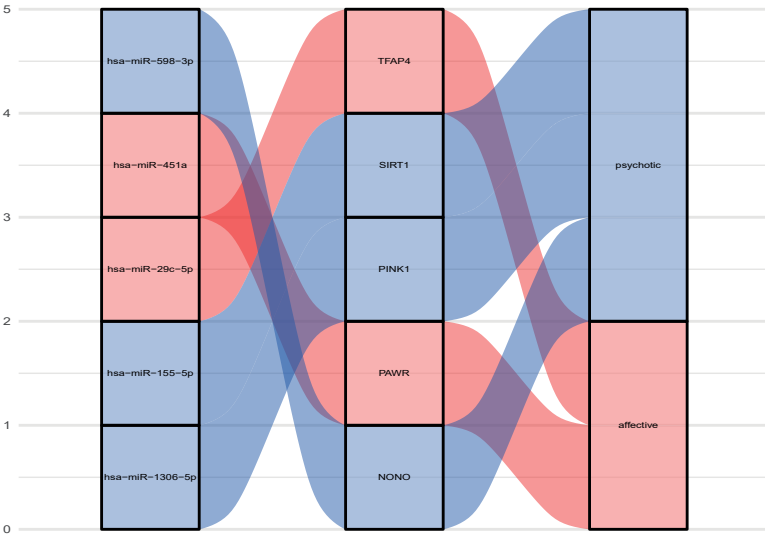 5
4
3
2
1
0
hsa−miR−598−3p
hsa−miR−451a
hsa−miR−29c−5p
hsa−miR−155−5p
hsa−miR−1306−5p
TFAP4
SIRT1
PINK1
PAWR
NONO
psychotic
affective